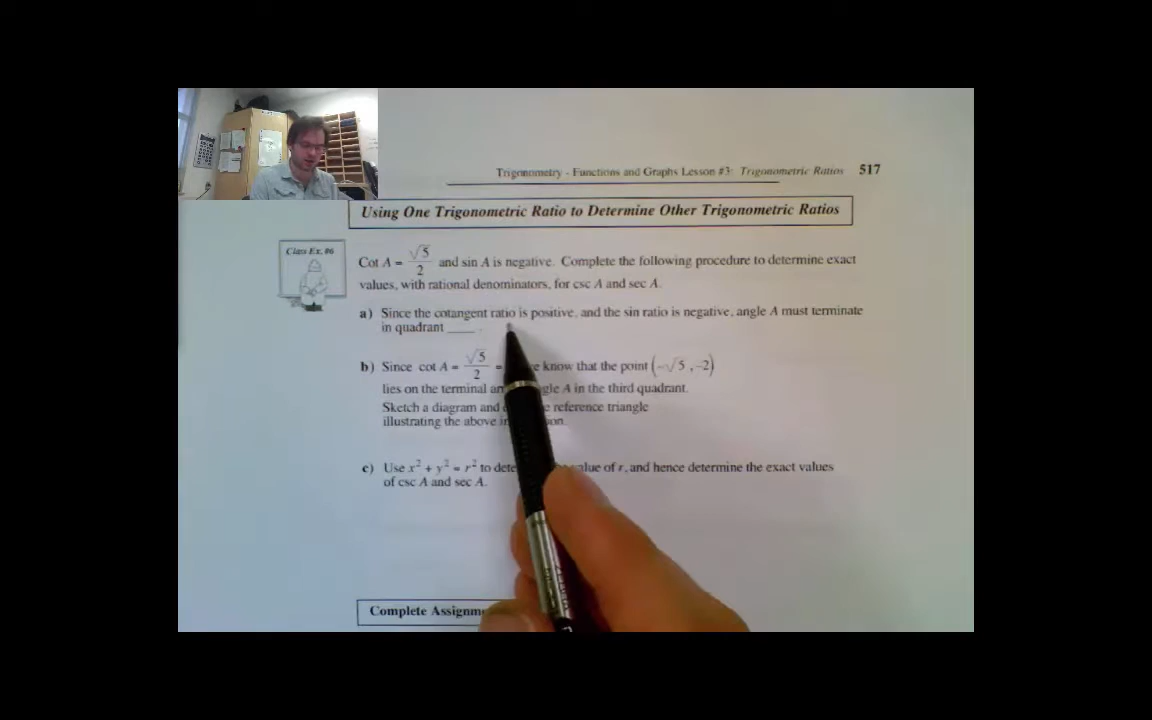 Trigonometry - Functions and Graphs Lesson #3: Trigonometric Ratios 517
Using One Trigonometric Ratio to Determine Other Trigonometric Ratios
Class Ex. #6
Cot A = √5/2 and sin A is negative. Complete the following procedure to determine exact
values, with rational denominators, for csc A and sec A.
a) Since the cotangent ratio is positive, and the sin ratio is negative, angle A must terminate
in quadrant ____ .
b) Since cot A = √5/2 = know that the point (-√5 , -2)
lies on the terminal A in the third quadrant.
Sketch a diagram and reference triangle
illustrating the above
c) Use x² + y² = r² to of r, and hence determine the exact values
of csc A and sec A.
Complete